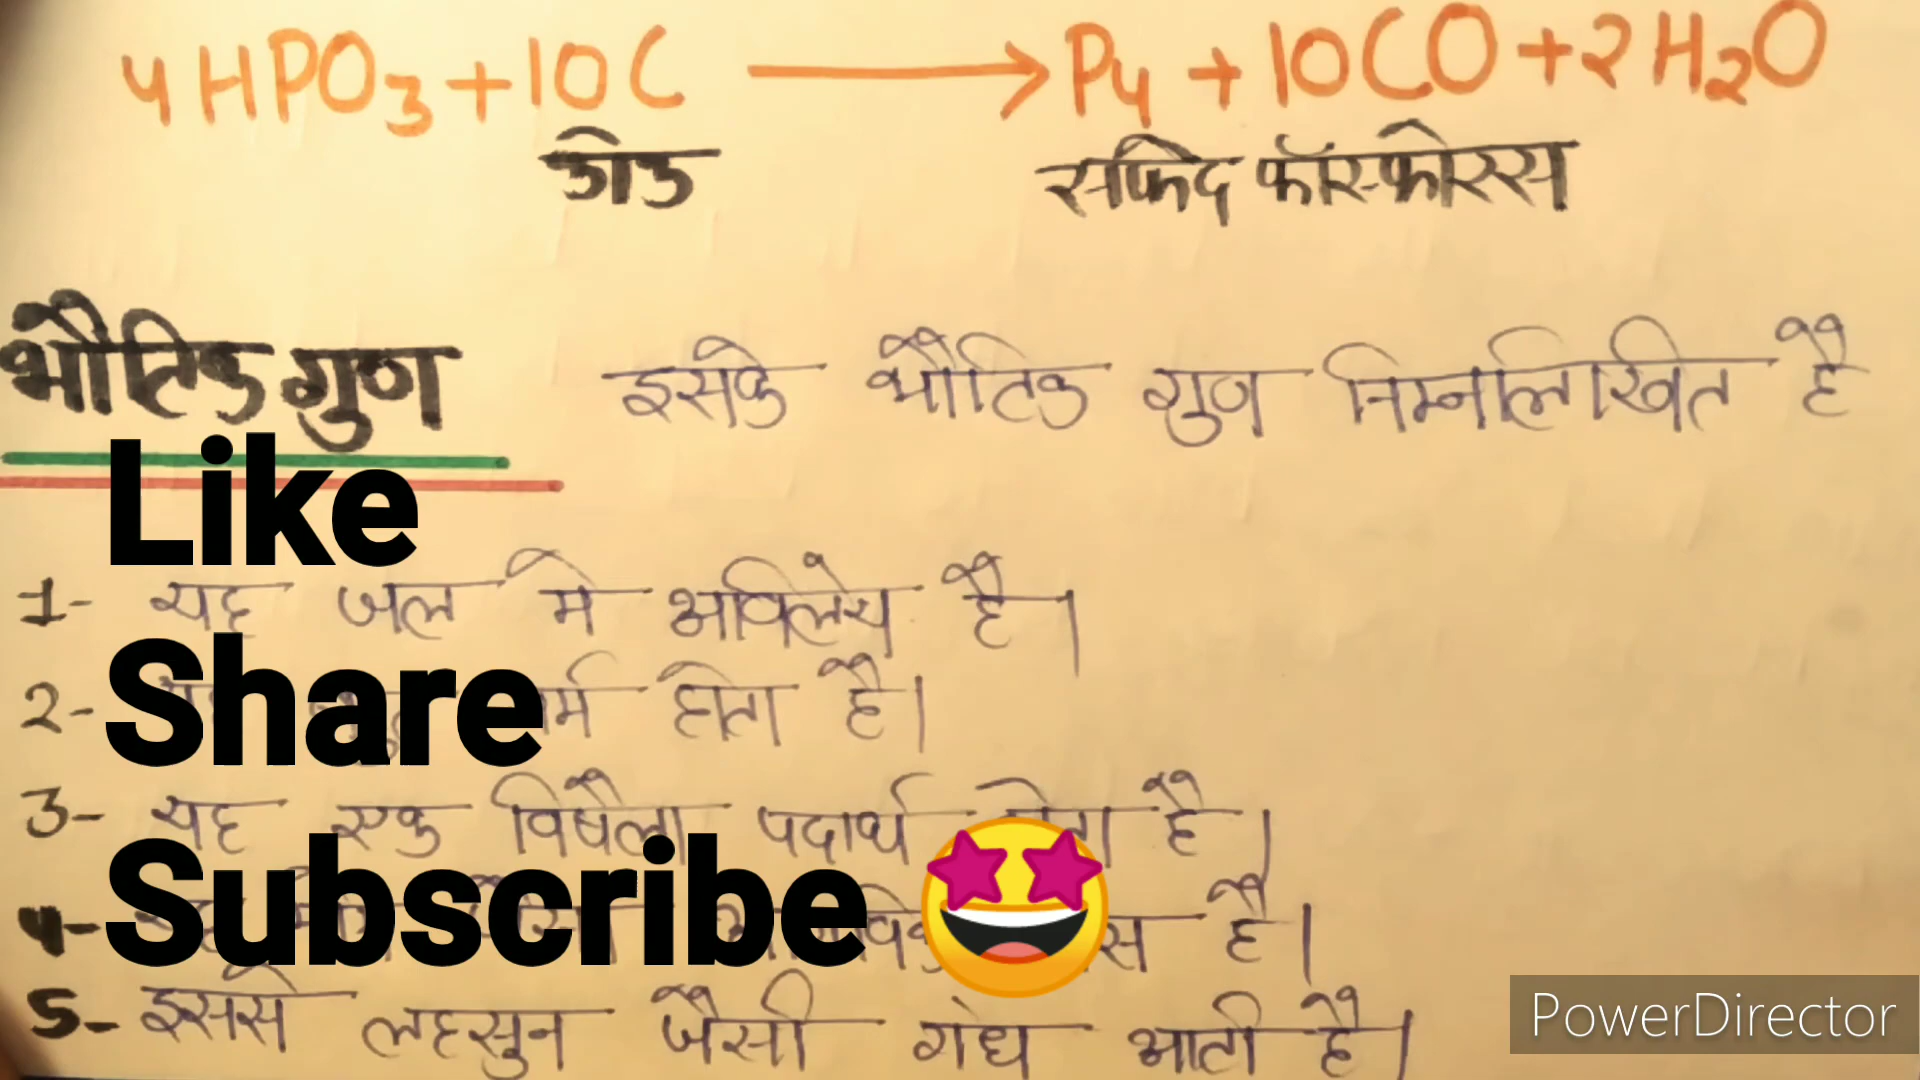 4HPO3 + 10C ⟶ P4 + 10CO + 2H2O
सफेद फॉस्फोरस
भौतिक गुण इसके भौतिक गुण निम्नलिखित है
Like
1- यह जल में अविलेय है।
Share
2- होता है।
3- यह एक विषैला पदार्थ है।
Subscribe
4- है।
5- इससे लहसुन जैसी गंध आती है।
PowerDirector